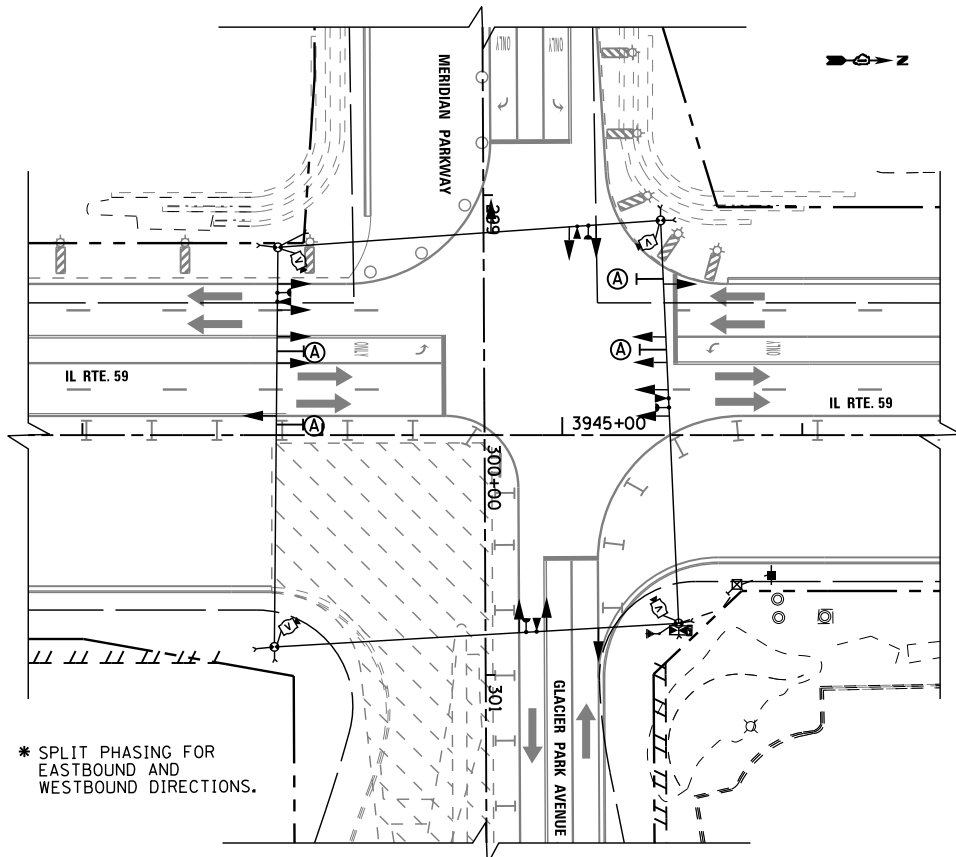 ONLY
ONLY
MERIDIAN PARKWAY
N
299
V
V
A
A
A
A
ONLY
ONLY
IL RTE. 59
IL RTE. 59
3945+00
300+00
V
V
301
GLACIER PARK AVENUE
* SPLIT PHASING FOR
EASTBOUND AND
WESTBOUND DIRECTIONS.